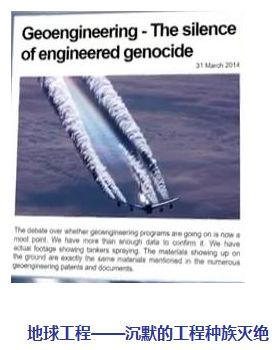 Geoengineering - The silence
of engineered genocide
31 March 2014
The debate over whether geoengineering programs are going on is now a
moot point. We have more than enough data to confirm it. We have
actual footage showing tankers spraying. The materials showing up on
the ground are exactly the same materials mentioned in the numerous
geoengineering patents and documents.
地球工程——沉默的工程种族灭绝